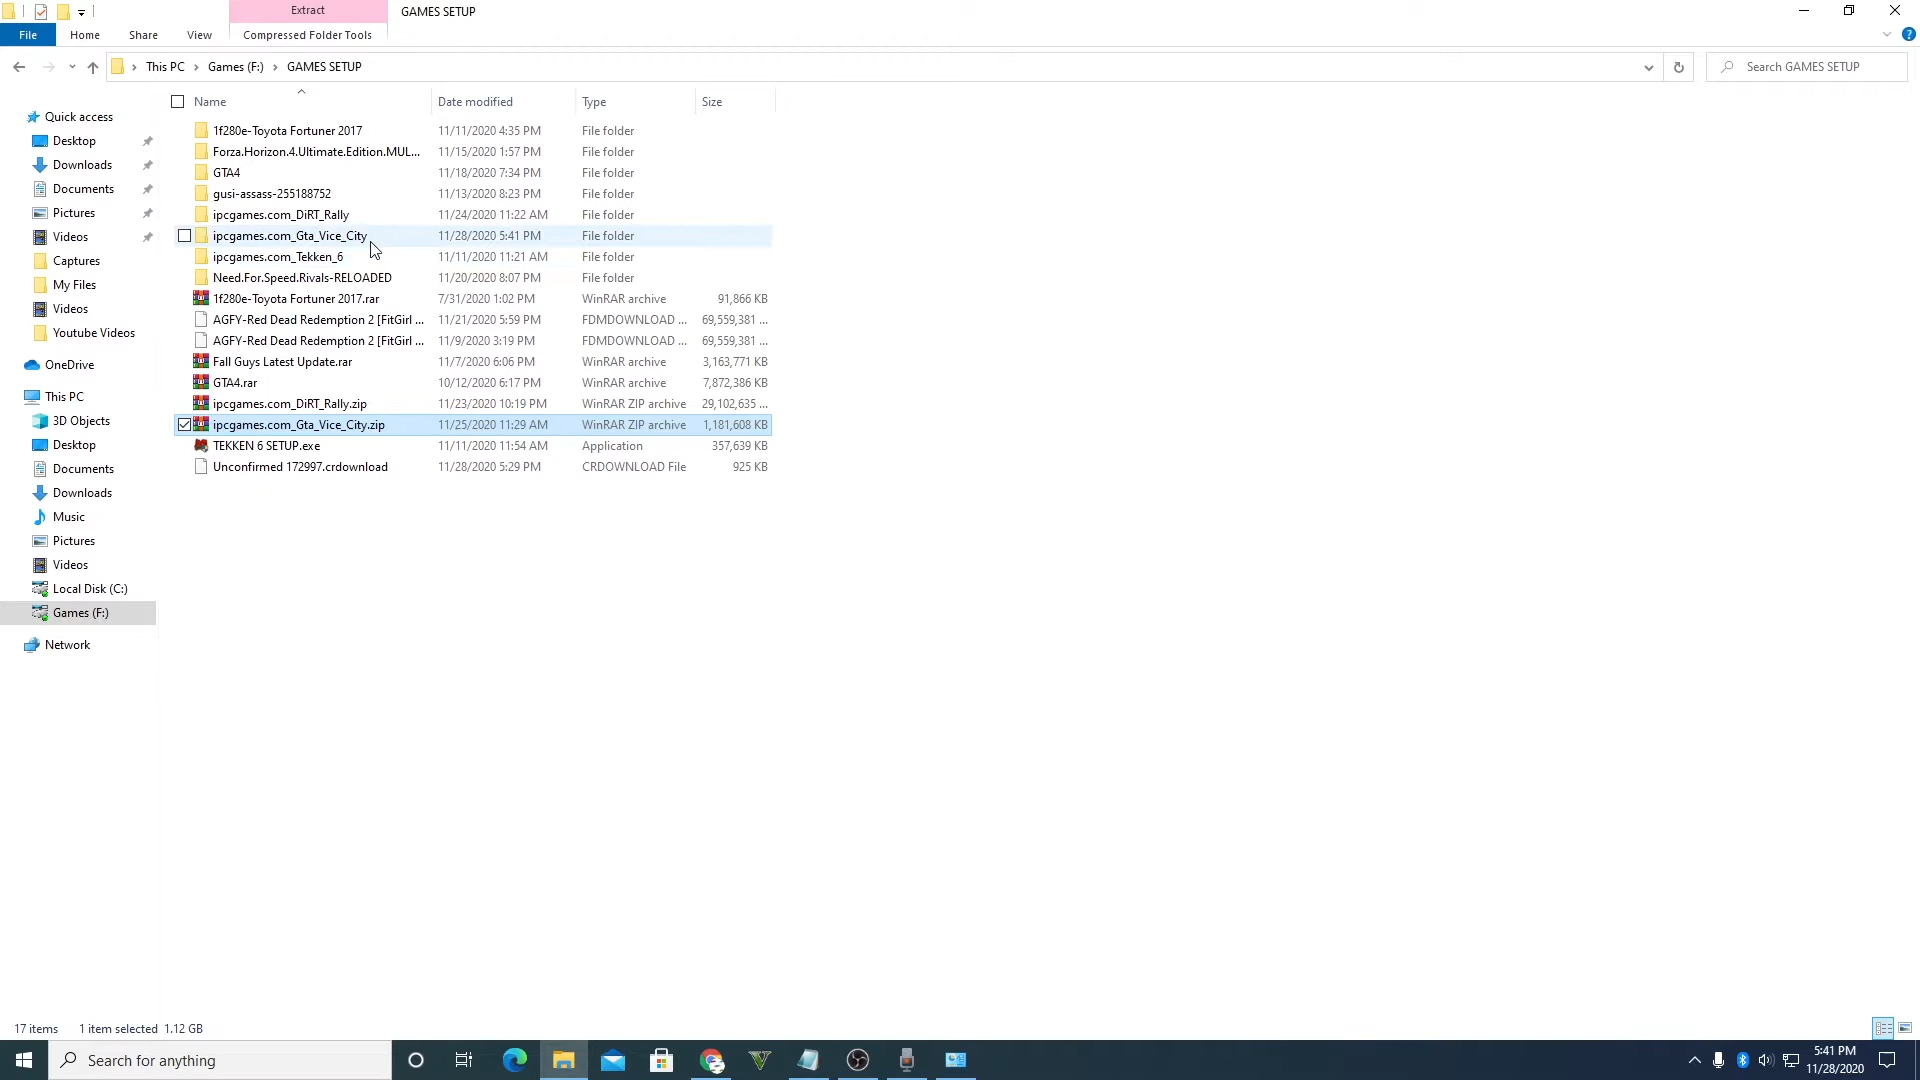 Extract
GAMES SETUP
File
Home
Share
View
Compressed Folder Tools
This PC
Games (F:)
GAMES SETUP
Search GAMES SETUP
Name
Date modified
Type
Size
Quick access
Desktop
Downloads
Documents
Pictures
Videos
Captures
My Files
Videos
Youtube Videos
OneDrive
This PC
3D Objects
Desktop
Documents
Downloads
Music
Pictures
Videos
Local Disk (C:)
Games (F:)
Network
1f280e-Toyota Fortuner 2017 11/11/2020 4:35 PM File folder
Forza.Horizon.4.Ultimate.Edition.MUL... 11/15/2020 1:57 PM File folder
GTA4 11/18/2020 7:34 PM File folder
gusi-assass-255188752 11/13/2020 8:23 PM File folder
ipcgames.com_DiRT_Rally 11/24/2020 11:22 AM File folder
ipcgames.com_Gta_Vice_City 11/28/2020 5:41 PM File folder
ipcgames.com_Tekken_6 11/11/2020 11:21 AM File folder
Need.For.Speed.Rivals-RELOADED 11/20/2020 8:07 PM File folder
1f280e-Toyota Fortuner 2017.rar 7/31/2020 1:02 PM WinRAR archive 91,866 KB
AGFY-Red Dead Redemption 2 [FitGirl ... 11/21/2020 5:59 PM FDMDOWNLOAD ... 69,559,381 ...
AGFY-Red Dead Redemption 2 [FitGirl ... 11/9/2020 3:19 PM FDMDOWNLOAD ... 69,559,381 ...
Fall Guys Latest Update.rar 11/7/2020 6:06 PM WinRAR archive 3,163,771 KB
GTA4.rar 10/12/2020 6:17 PM WinRAR archive 7,872,386 KB
ipcgames.com_DiRT_Rally.zip 11/23/2020 10:19 PM WinRAR ZIP archive 29,102,635 ...
ipcgames.com_Gta_Vice_City.zip 11/25/2020 11:29 AM WinRAR ZIP archive 1,181,608 KB
TEKKEN 6 SETUP.exe 11/11/2020 11:54 AM Application 357,639 KB
Unconfirmed 172997.crdownload 11/28/2020 5:29 PM CRDOWNLOAD File 925 KB
17 items 1 item selected 1.12 GB
Search for anything
5:41 PM
11/28/2020